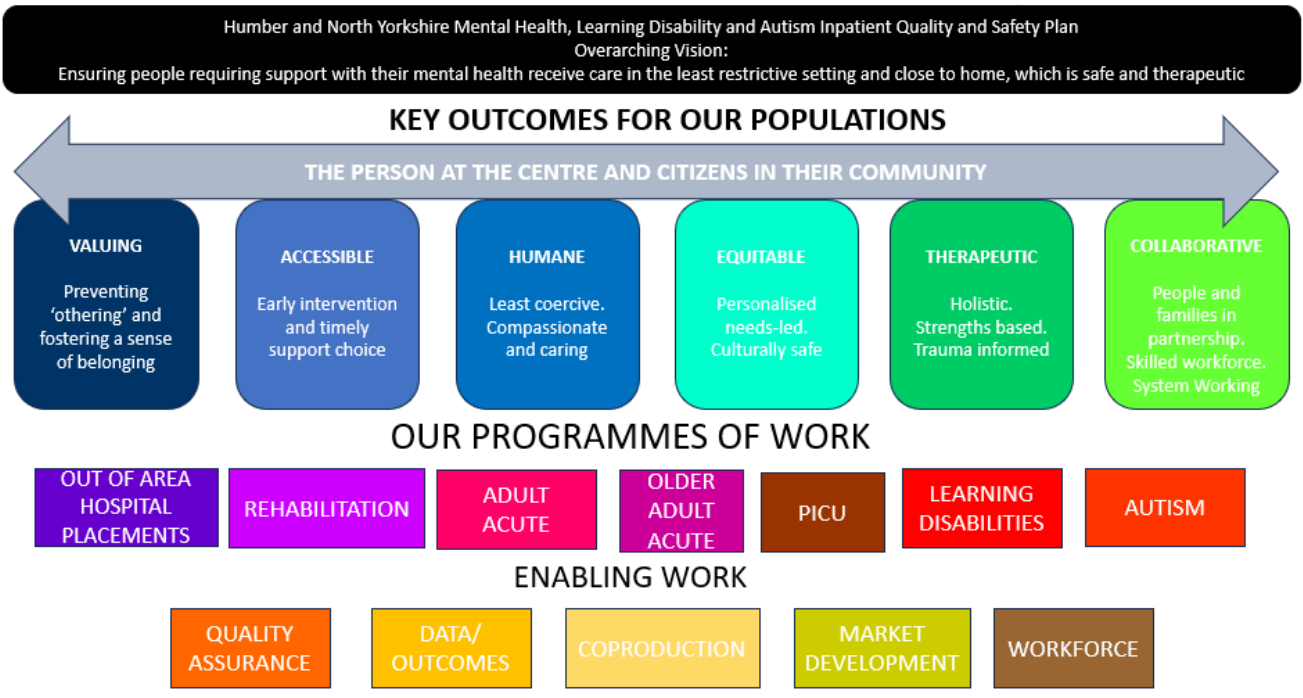 Humber and North Yorkshire Mental Health, Learning Disability and Autism Inpatient Quality and Safety Plan
Overarching Vision:
Ensuring people requiring support with their mental health receive care in the least restrictive setting and close to home, which is safe and therapeutic
KEY OUTCOMES FOR OUR POPULATIONS
THE PERSON AT THE CENTRE AND CITIZENS IN THEIR COMMUNITY
VALUING
Preventing
‘othering’ and
fostering a sense
of belonging
ACCESSIBLE
Early intervention
and timely
support choice
HUMANE
Least coercive.
Compassionate
and caring
EQUITABLE
Personalised
needs-led.
Culturally safe
THERAPEUTIC
Holistic.
Strengths based.
Trauma informed
COLLABORATIVE
People and
families in
partnership.
Skilled workforce.
System Working
OUR PROGRAMMES OF WORK
OUT OF AREA
HOSPITAL
PLACEMENTS
REHABILITATION
ADULT
ACUTE
OLDER
ADULT
ACUTE
PICU
LEARNING
DISABILITIES
AUTISM
ENABLING WORK
QUALITY
ASSURANCE
DATA/
OUTCOMES
COPRODUCTION
MARKET
DEVELOPMENT
WORKFORCE